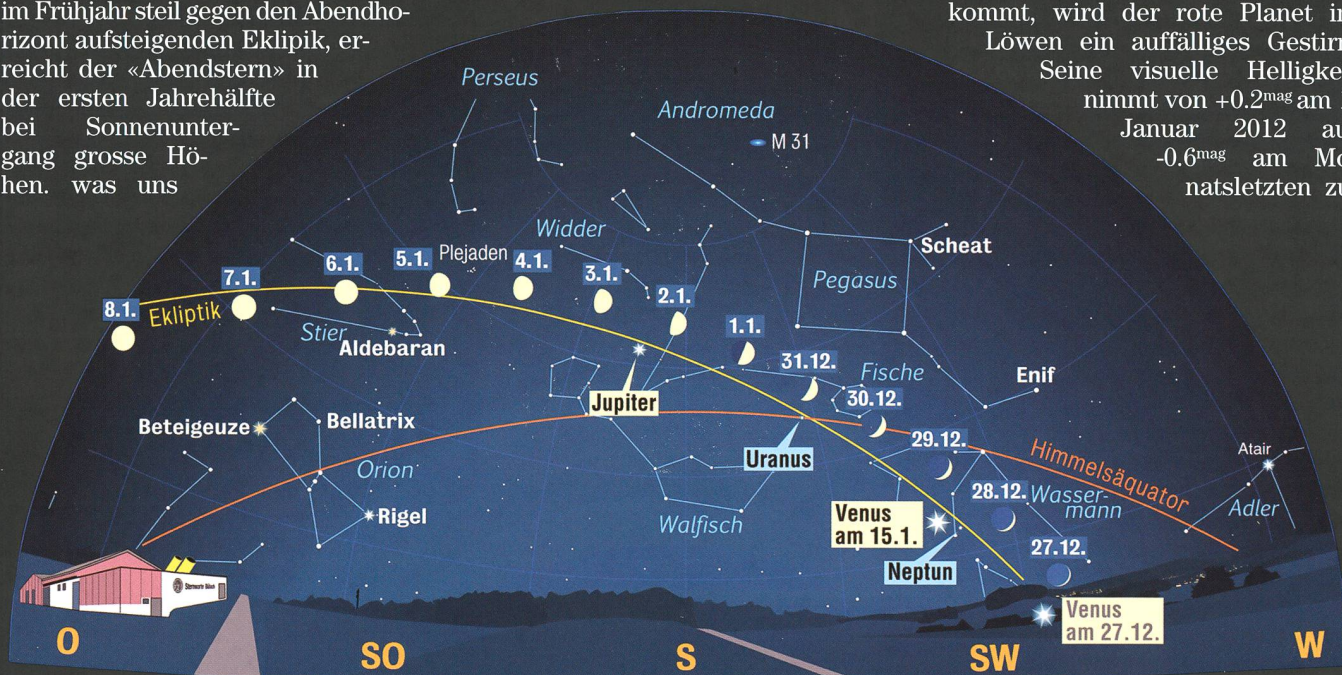 im Frühjahr steil gegen den Abendho-
rizont aufsteigenden Eklipik, er-
reicht der «Abendstern» in
der ersten Jahrehälfte
bei Sonnenunter-
gang grosse Hö-
hen. was uns
kommt, wird der rote Planet i
Löwen ein auffälliges Gestir
Seine visuelle Helligke
nimmt von +0.2mag am
Januar 2012 au
-0.6mag am Mo
natsletzten zu
Perseus
Andromeda
M 31
Widder
Scheat
Pegasus
8.1.
7.1.
6.1.
5.1.
Plejaden
4.1.
3.1.
2.1.
1.1.
31.12.
30.12.
29.12.
28.12.
27.12.
Ekliptik
Stier
Aldebaran
Jupiter
Fische
Enif
Beteigeuze
Bellatrix
Orion
Rigel
Uranus
Walfisch
Himmelsäquator
Atair
Adler
Wasser-
mann
Venus
am 15.1.
Neptun
Venus
am 27.12.
Sternwarte Bülach
O
SO
S
SW
W